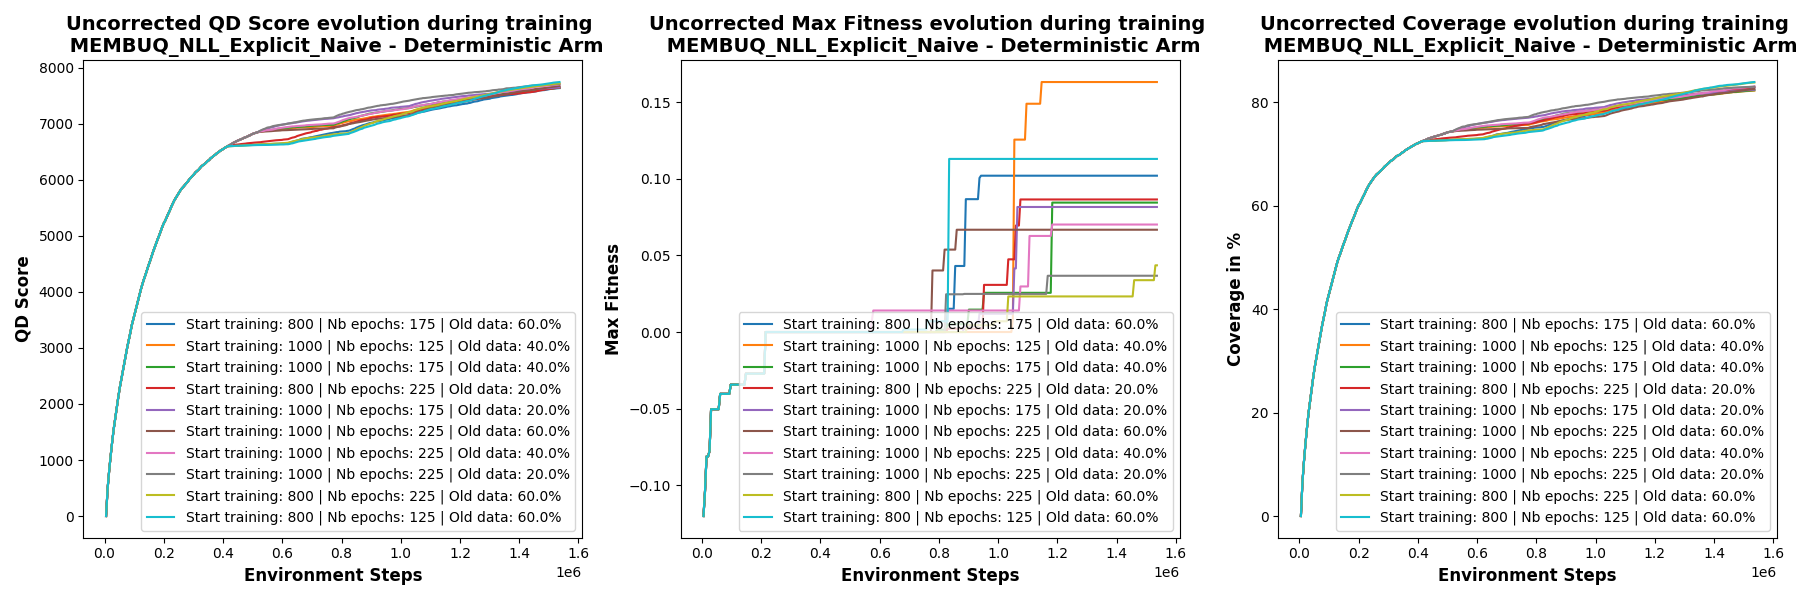 Uncorrected QD Score evolution during training
MEMBUQ_NLL_Explicit_Naive - Deterministic Arm
8000
7000
6000
5000
4000
3000
2000
1000
0
QD Score
Start training: 800 | Nb epochs: 175 | Old data: 60.0%
Start training: 1000 | Nb epochs: 125 | Old data: 40.0%
Start training: 1000 | Nb epochs: 175 | Old data: 40.0%
Start training: 800 | Nb epochs: 225 | Old data: 20.0%
Start training: 1000 | Nb epochs: 175 | Old data: 20.0%
Start training: 1000 | Nb epochs: 225 | Old data: 60.0%
Start training: 1000 | Nb epochs: 225 | Old data: 40.0%
Start training: 1000 | Nb epochs: 225 | Old data: 20.0%
Start training: 800 | Nb epochs: 225 | Old data: 60.0%
Start training: 800 | Nb epochs: 125 | Old data: 60.0%
0.0 0.2 0.4 0.6 0.8 1.0 1.2 1.4 1.6
1e6
Environment Steps
Uncorrected Max Fitness evolution during training
MEMBUQ_NLL_Explicit_Naive - Deterministic Arm
0.15
0.10
0.05
0.00
−0.05
−0.10
Max Fitness
Start training: 800 | Nb epochs: 175 | Old data: 60.0%
Start training: 1000 | Nb epochs: 125 | Old data: 40.0%
Start training: 1000 | Nb epochs: 175 | Old data: 40.0%
Start training: 800 | Nb epochs: 225 | Old data: 20.0%
Start training: 1000 | Nb epochs: 175 | Old data: 20.0%
Start training: 1000 | Nb epochs: 225 | Old data: 60.0%
Start training: 1000 | Nb epochs: 225 | Old data: 40.0%
Start training: 1000 | Nb epochs: 225 | Old data: 20.0%
Start training: 800 | Nb epochs: 225 | Old data: 60.0%
Start training: 800 | Nb epochs: 125 | Old data: 60.0%
0.0 0.2 0.4 0.6 0.8 1.0 1.2 1.4 1.6
1e6
Environment Steps
Uncorrected Coverage evolution during training
MEMBUQ_NLL_Explicit_Naive - Deterministic Arm
80
60
40
20
0
Coverage in %
Start training: 800 | Nb epochs: 175 | Old data: 60.0%
Start training: 1000 | Nb epochs: 125 | Old data: 40.0%
Start training: 1000 | Nb epochs: 175 | Old data: 40.0%
Start training: 800 | Nb epochs: 225 | Old data: 20.0%
Start training: 1000 | Nb epochs: 175 | Old data: 20.0%
Start training: 1000 | Nb epochs: 225 | Old data: 60.0%
Start training: 1000 | Nb epochs: 225 | Old data: 40.0%
Start training: 1000 | Nb epochs: 225 | Old data: 20.0%
Start training: 800 | Nb epochs: 225 | Old data: 60.0%
Start training: 800 | Nb epochs: 125 | Old data: 60.0%
0.0 0.2 0.4 0.6 0.8 1.0 1.2 1.4 1.6
1e6
Environment Steps